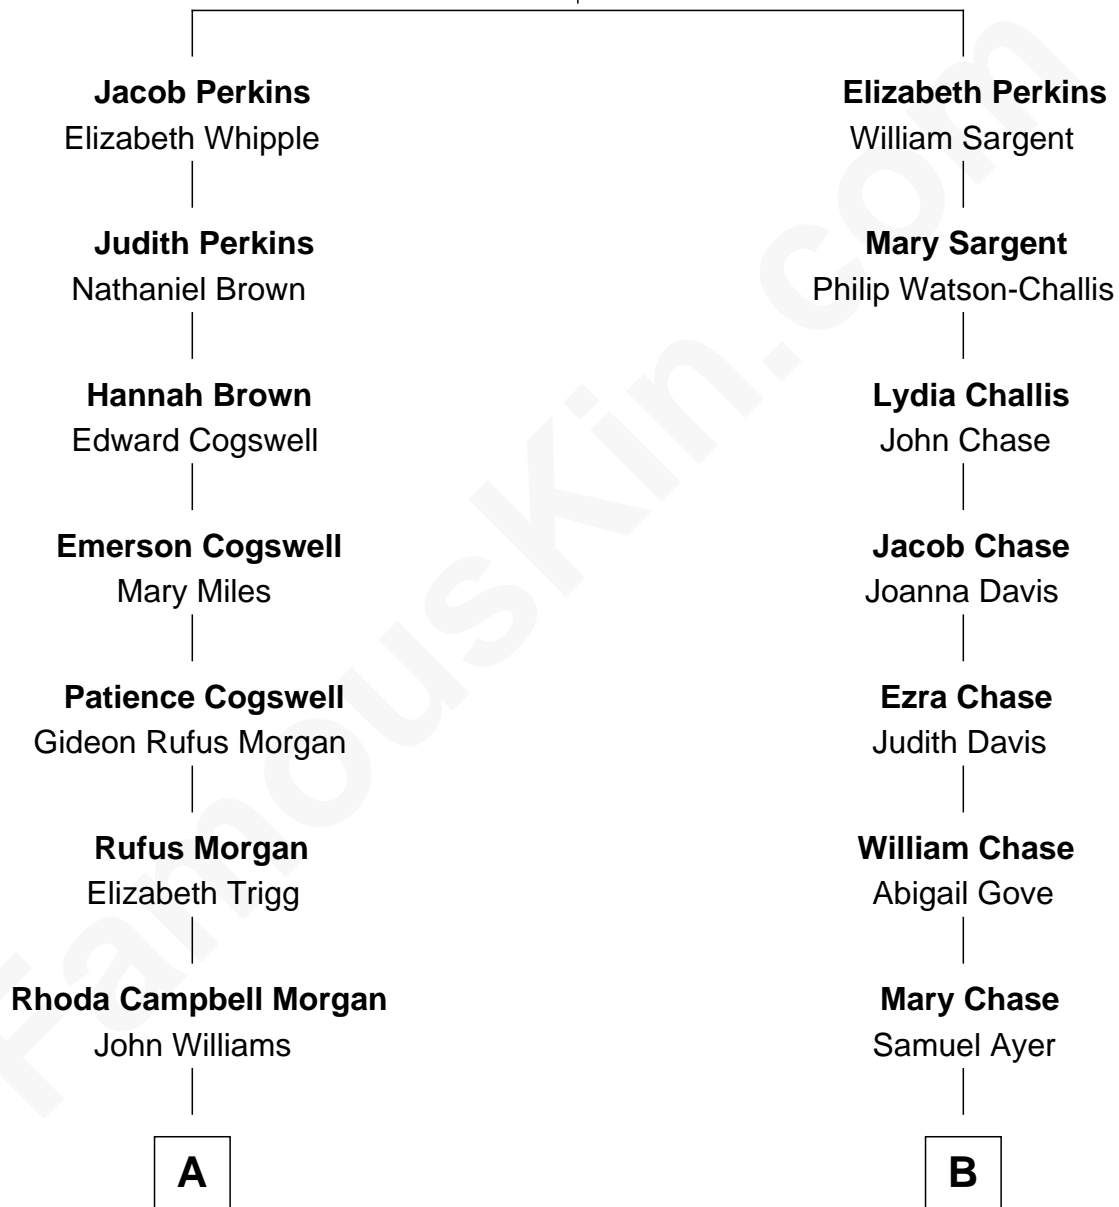 Jacob Perkins
Elizabeth Whipple
Judith Perkins
Nathaniel Brown
Hannah Brown
Edward Cogswell
Emerson Cogswell
Mary Miles
Patience Cogswell
Gideon Rufus Morgan
Rufus Morgan
Elizabeth Trigg
Rhoda Campbell Morgan
John Williams
A
Elizabeth Perkins
William Sargent
Mary Sargent
Philip Watson-Challis
Lydia Challis
John Chase
Jacob Chase
Joanna Davis
Ezra Chase
Judith Davis
William Chase
Abigail Gove
Mary Chase
Samuel Ayer
B
FamousKin.com